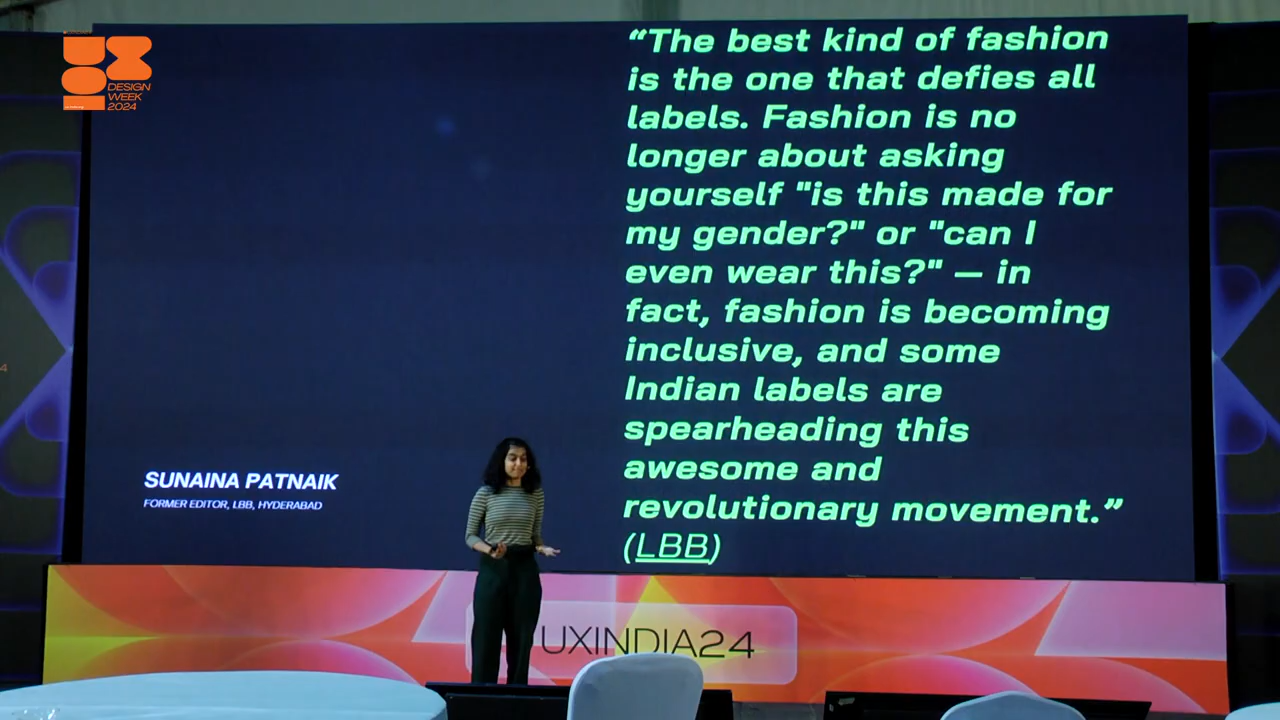 UX
DESIGN
WEEK
2024
“The best kind of fashion
is the one that defies all
labels. Fashion is no
longer about asking
yourself "is this made for
my gender?" or "can I
even wear this?" — in
fact, fashion is becoming
inclusive, and some
Indian labels are
spearheading this
awesome and
revolutionary movement.”
(LBB)
SUNAINA PATNAIK
FORMER EDITOR, LBB, HYDERABAD
UXINDIA24
4